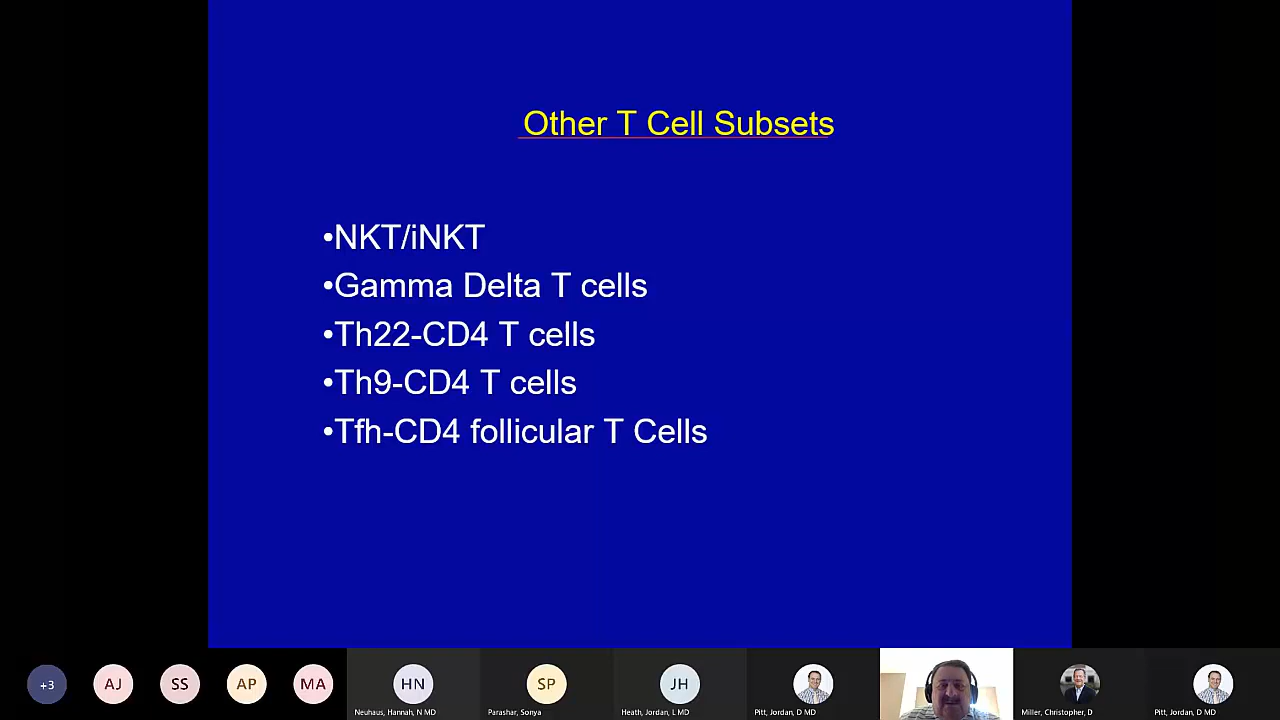 Other T Cell Subsets
•NKT/iNKT
•Gamma Delta T cells
•Th22-CD4 T cells
•Th9-CD4 T cells
•Tfh-CD4 follicular T Cells
+3 AJ SS AP MA HN SP JH
Neuhaus, Hannah, N MD Parashar, Sonya Heath, Jordan, L MD Pitt, Jordan, D MD Miller, Christopher, D Pitt, Jordan, D MD